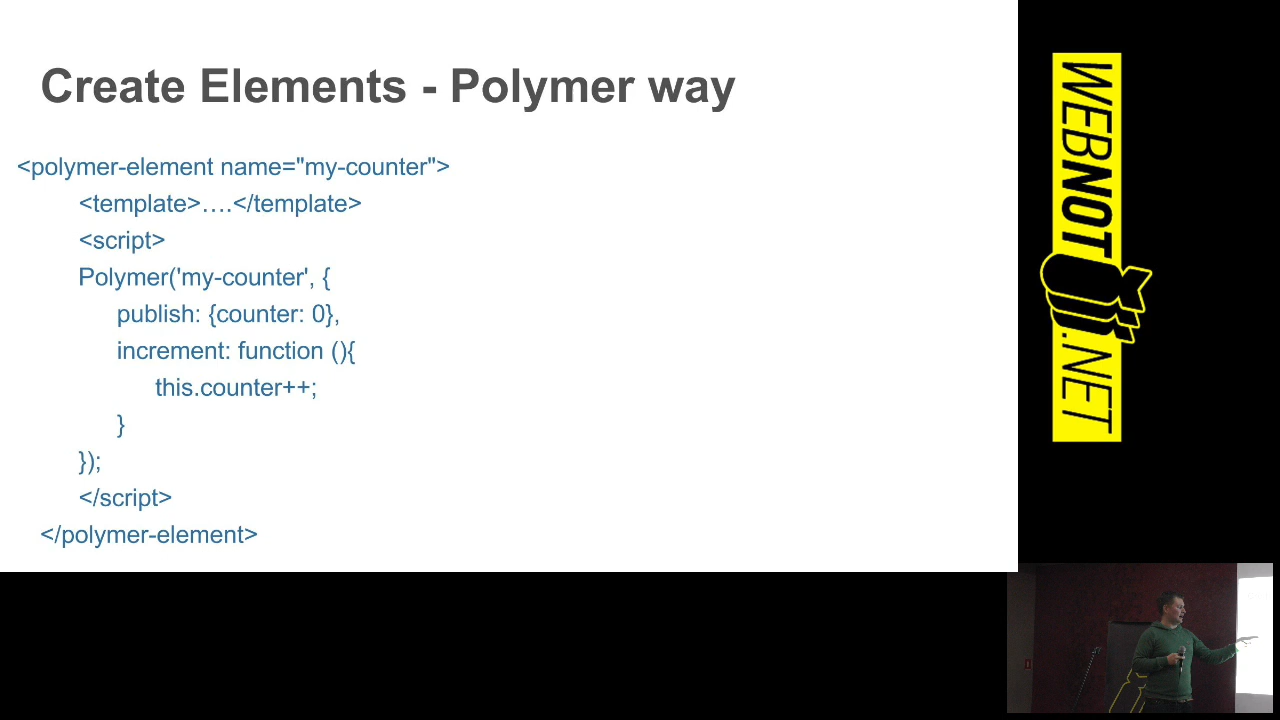 Create Elements - Polymer way
<polymer-element name="my-counter">
<template>….</template>
<script>
Polymer('my-counter', {
publish: {counter: 0},
increment: function (){
this.counter++;
}
});
</script>
</polymer-element>
WEBNOT.NET